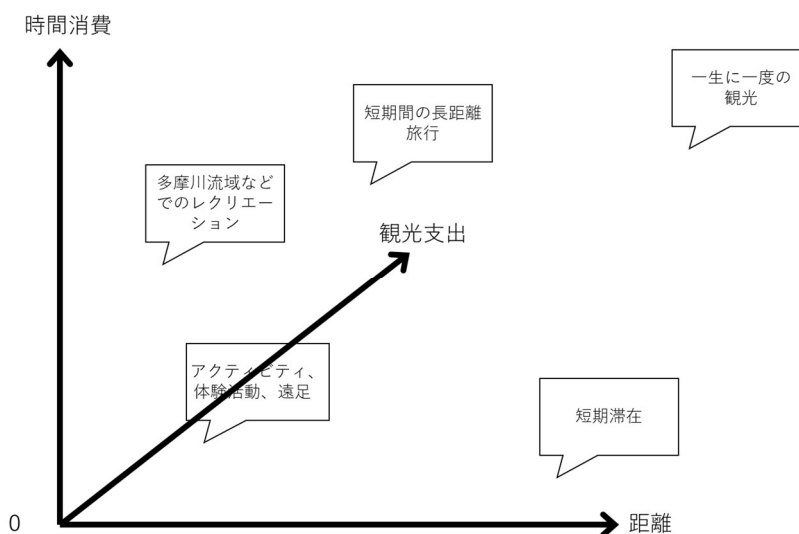 時間消費
一生に一度の
観光
短期間の長距離
旅行
多摩川流域など
でのレクリエー
ション
観光支出
アクティビティ、
体験活動、遠足
短期滞在
0
距離